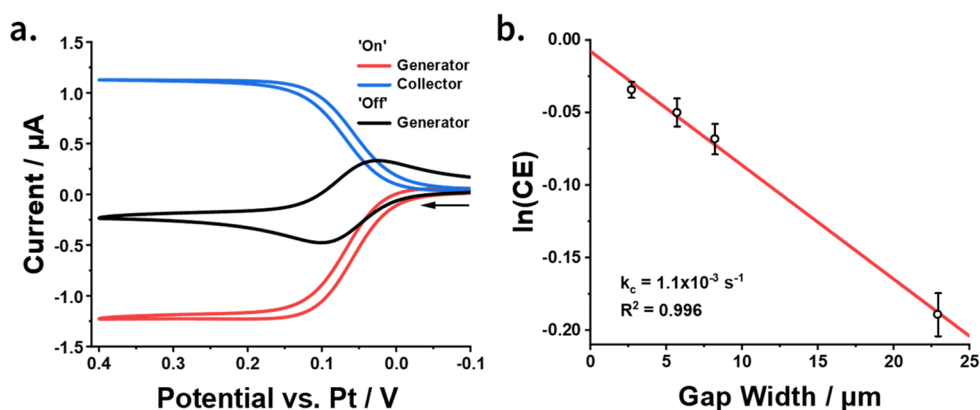 a.
'On'
Generator
Collector
'Off'
Generator
1.5
1.0
0.5
0.0
-0.5
-1.0
-1.5
Current / µA
0.4
0.3
0.2
0.1
0.0
-0.1
Potential vs. Pt / V
b.
0.00
-0.05
-0.10
-0.15
-0.20
ln(CE)
k_c = 1.1x10⁻³ s⁻¹
R² = 0.996
0
5
10
15
20
25
Gap Width / µm